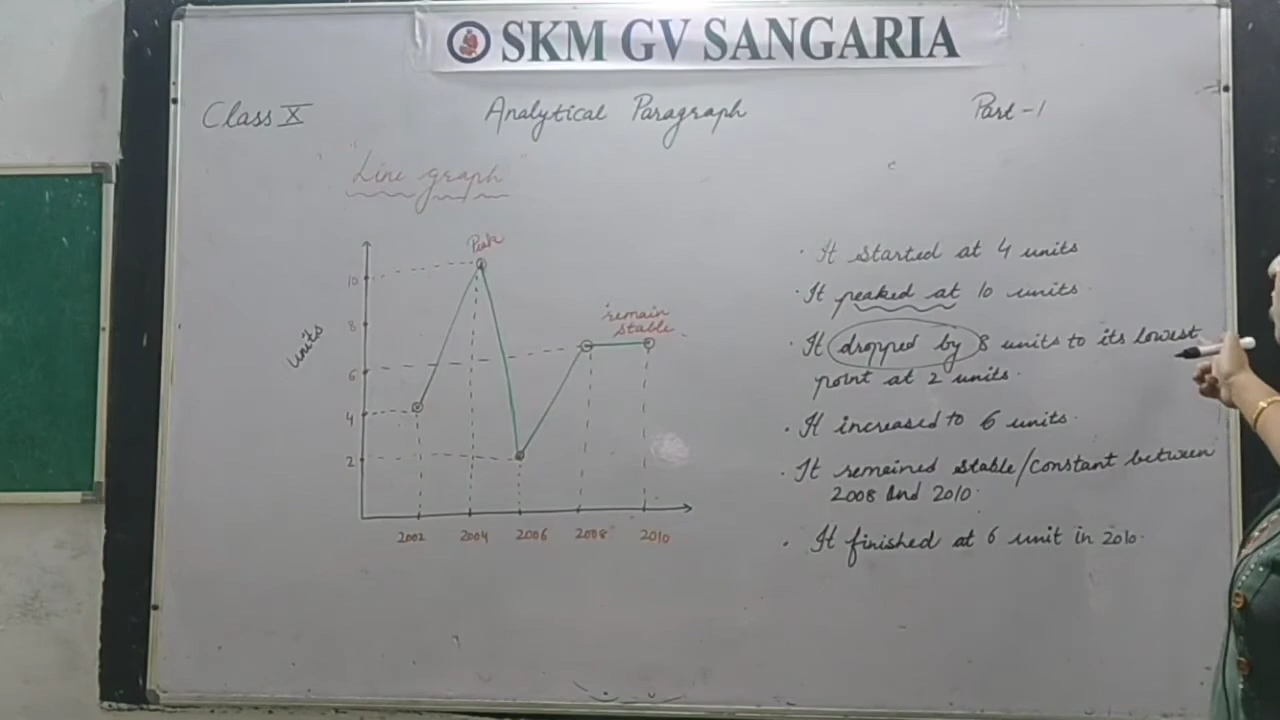 SKM GV SANGARIA
Class X
Analytical Paragraph
Part-1
"Line graph"
Peak
10
8
6
4
2
units
remain
stable
2002 2004 2006 2008 2010
· It started at 4 units
· It peaked at 10 units
· It dropped by 8 units to its lowest
point at 2 units.
· It increased to 6 units.
· It remained stable/constant between
2008 and 2010.
· It finished at 6 unit in 2010.